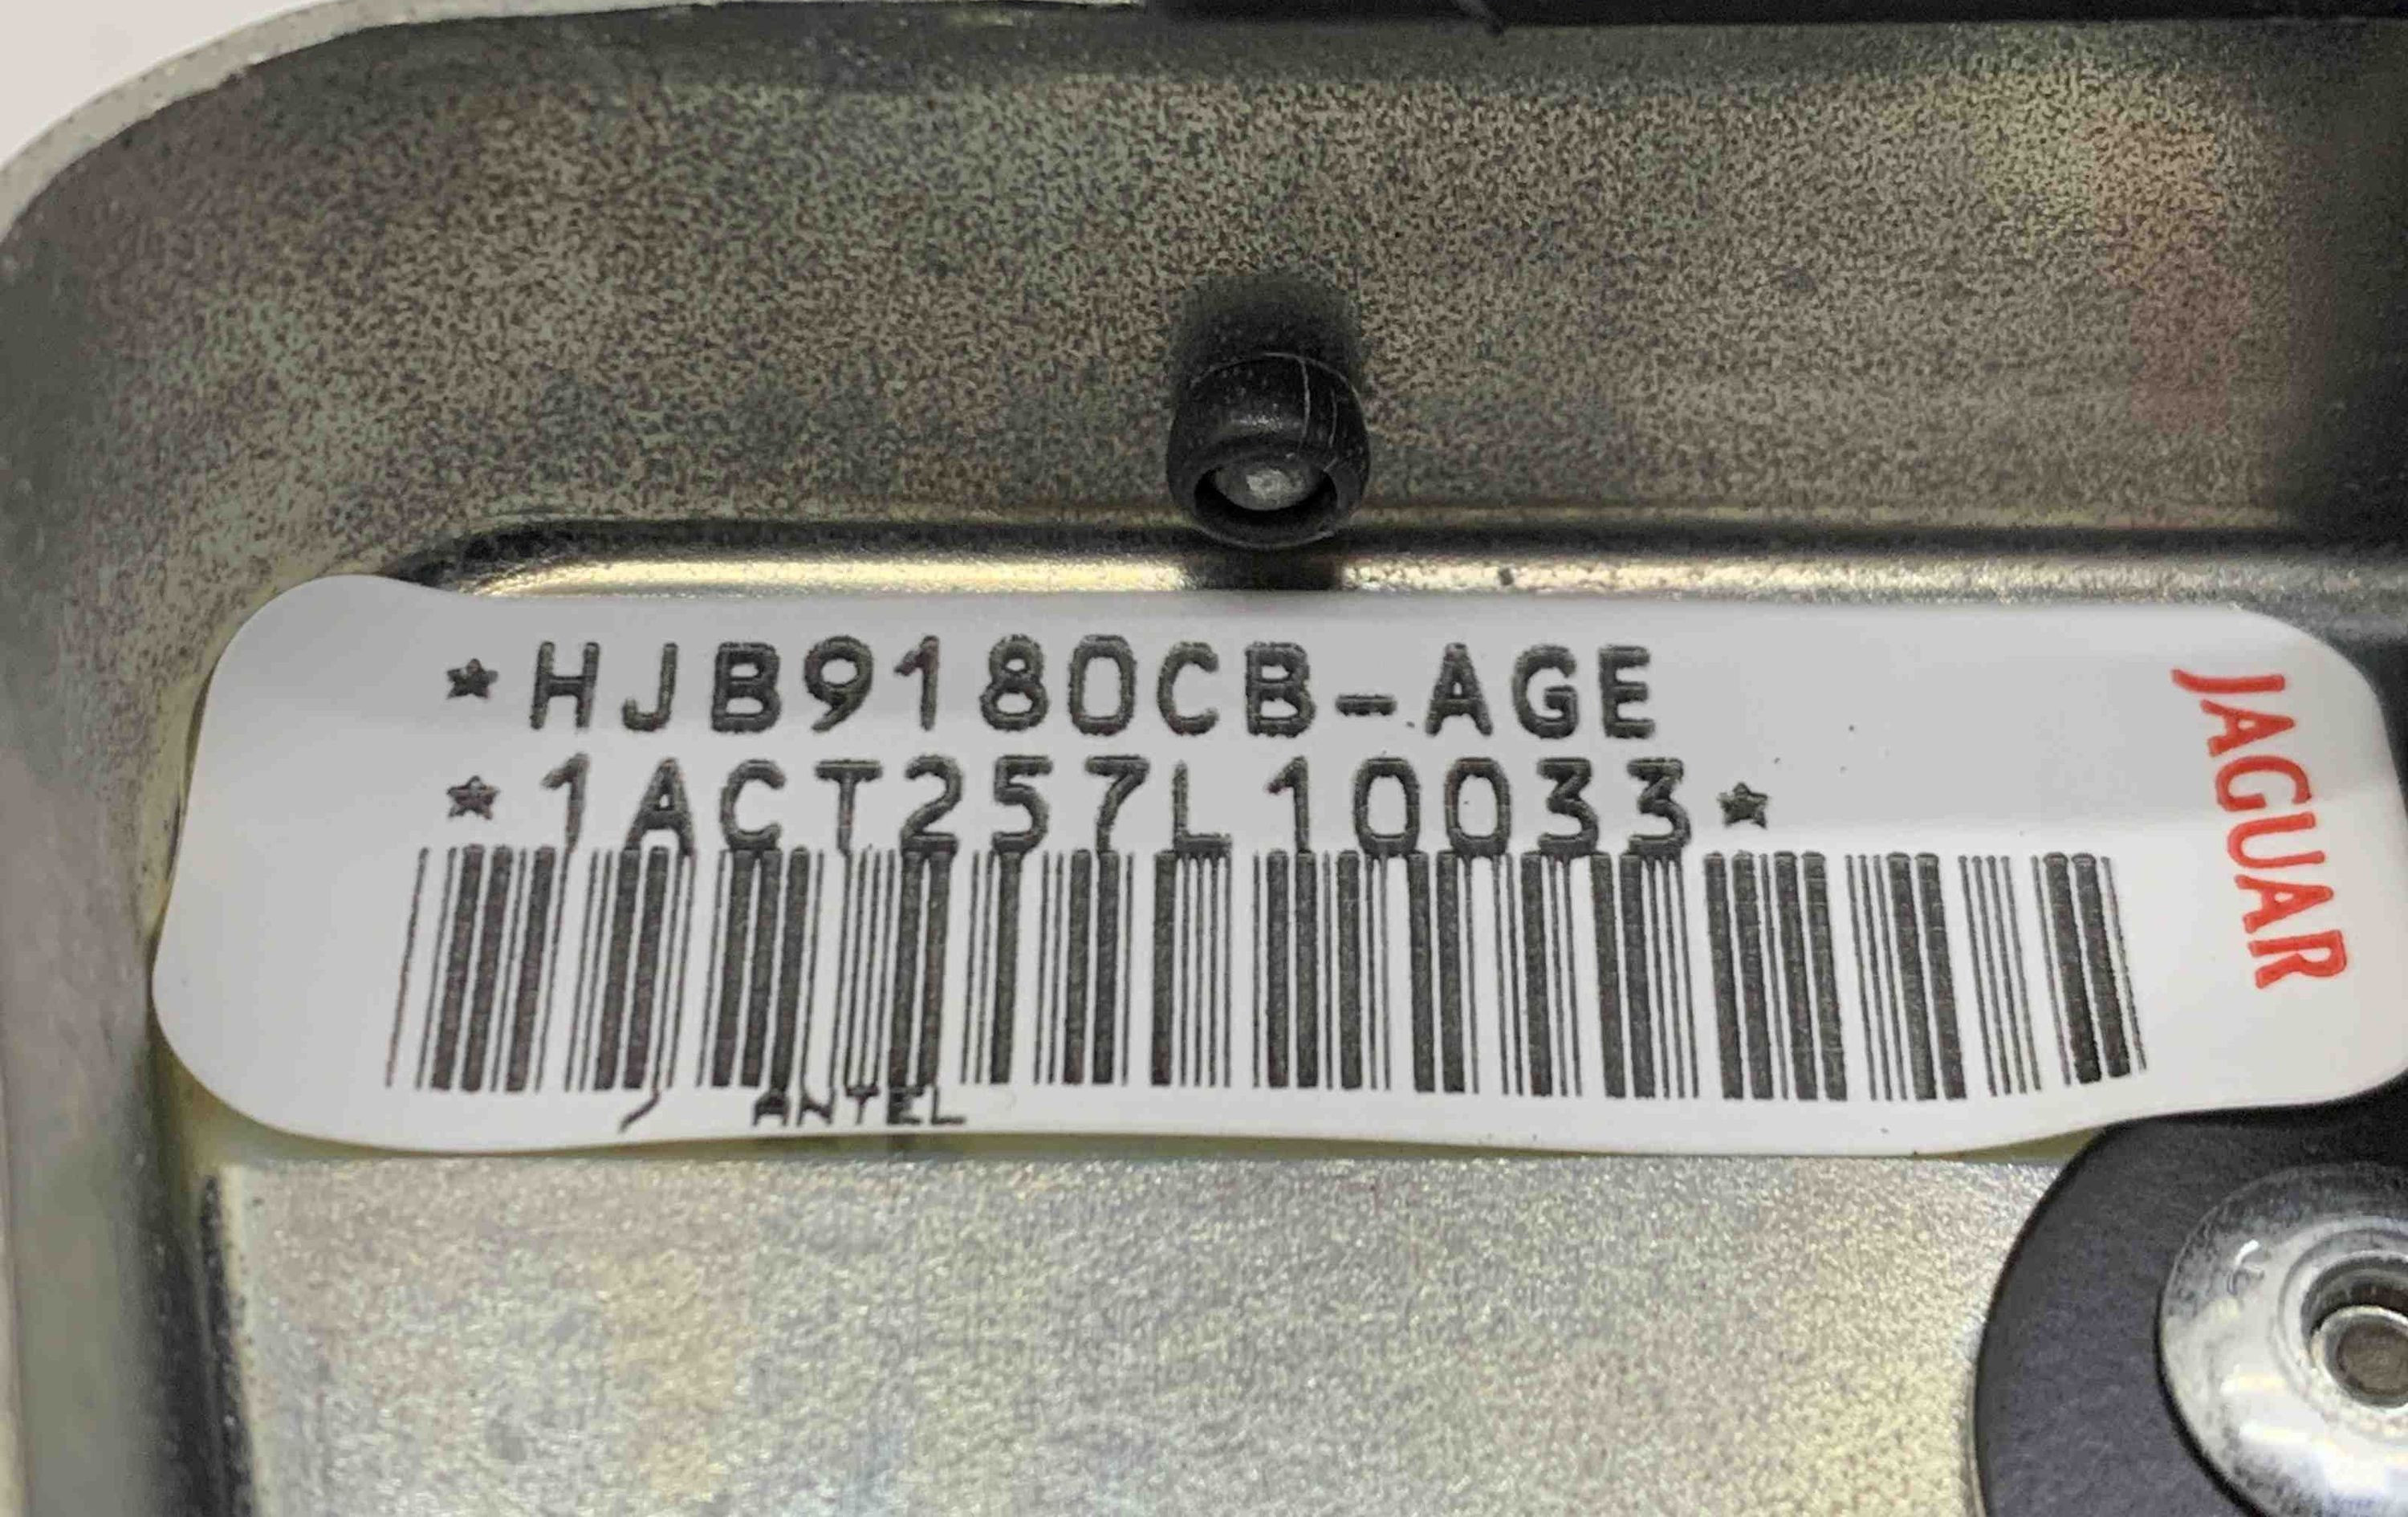 *HJB9180CB-AGE
*1ACT257L10033*
ANTEL
JAGUAR